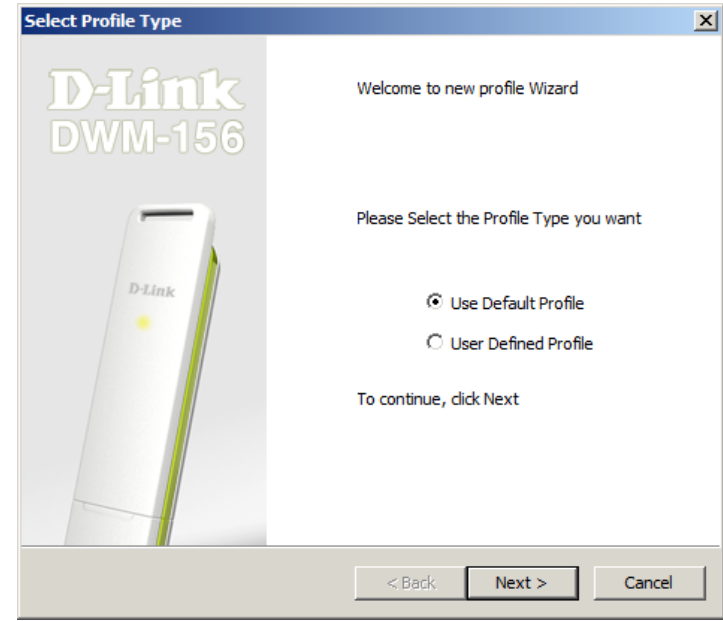 Select Profile Type
D-Link
DWM-156
D-Link
Welcome to new profile Wizard
Please Select the Profile Type you want
Use Default Profile
User Defined Profile
To continue, click Next
< Back
Next >
Cancel